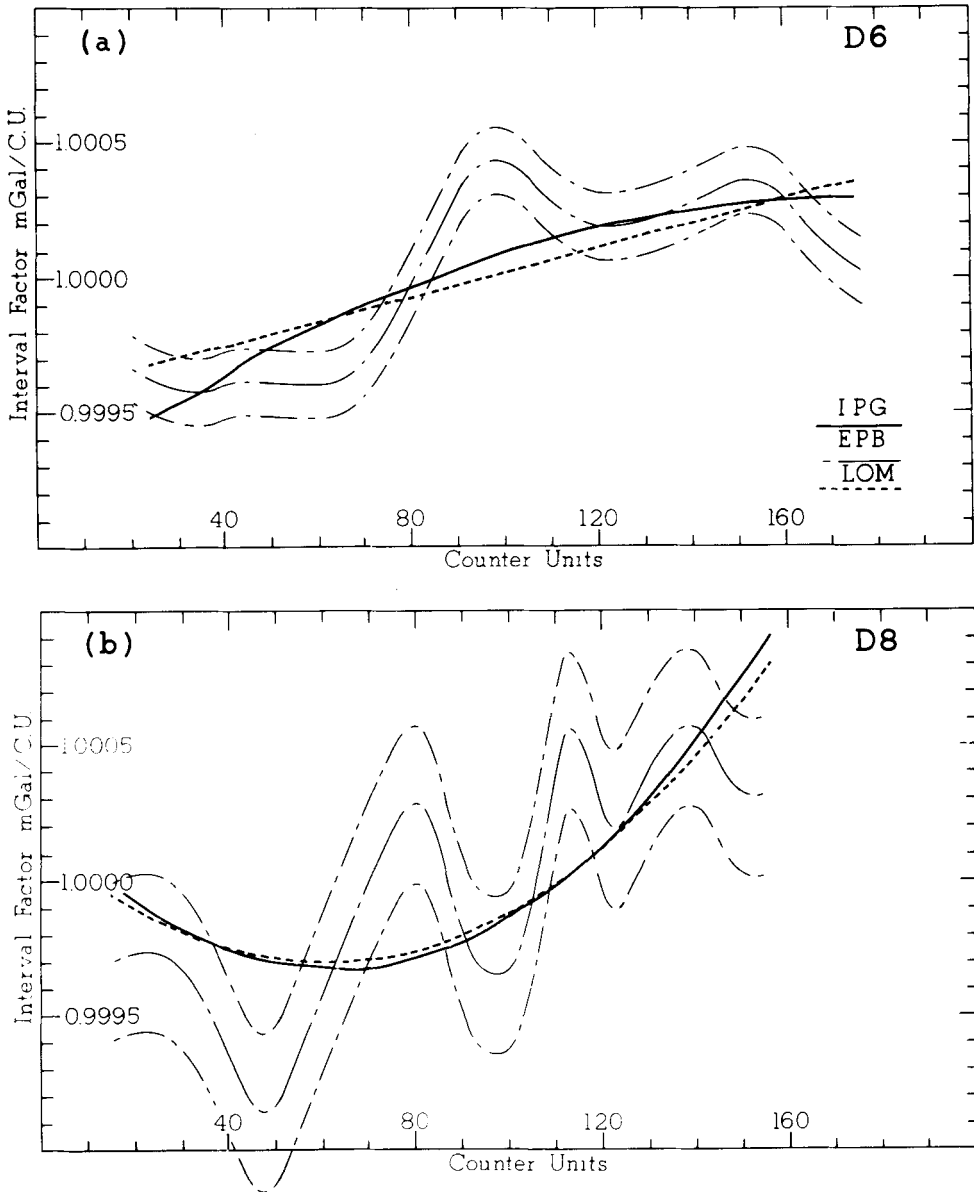 (a)
D6
Interval Factor mGal/C.U.
1.0005
1.0000
0.9995
IPG
EPB
LOM
40
80
120
160
Counter Units
(b)
D8
Interval Factor mGal/C.U
1.0005
1.0000
0.9995
40
80
120
160
Counter Units